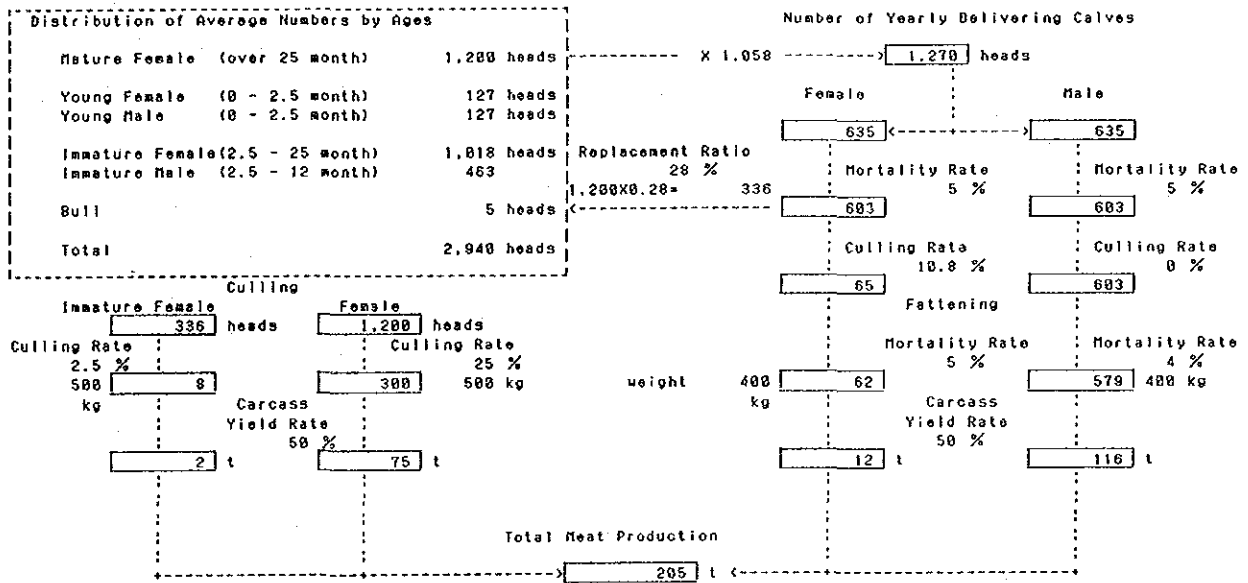 Distribution of Average Numbers by Ages
Mature Female (over 25 month) 1,200 heads
Young Female (0 - 2.5 month) 127 heads
Young Male (0 - 2.5 month) 127 heads
Immature Female(2.5 - 25 month) 1,018 heads
Immature Male (2.5 - 12 month) 463
Bull 5 heads
Total 2,940 heads
Number of Yearly Delivering Calves
X 1.058
1,270 heads
Female Male
635 635
Replacement Ratio
28 %
1,200X0.28= 336
Mortality Rate Mortality Rate
5 % 5 %
603 603
Culling Rata Culling Rate
10.8 % 0 %
65 603
Fattening
Mortality Rate Mortality Rate
5 % 4 %
weight 400 kg 62 579 400 kg
Carcass
Yield Rate
50 %
12 t 116 t
Culling
Immature Female Female
336 heads 1,200 heads
Culling Rate Culling Rate
2.5 % 25 %
500 kg 8 300 500 kg
Carcass
Yield Rate
50 %
2 t 75 t
Total Meat Production
205 t